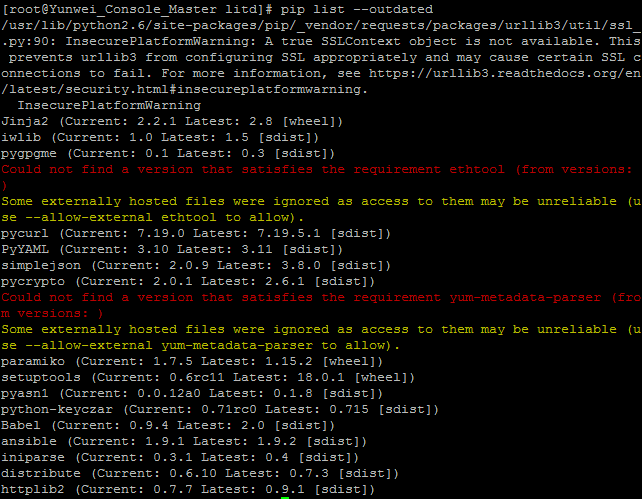 [root@Yunwei_Console_Master litd]# pip list --outdated
/usr/lib/python2.6/site-packages/pip/_vendor/requests/packages/urllib3/util/ssl_
.py:90: InsecurePlatformWarning: A true SSLContext object is not available. This
 prevents urllib3 from configuring SSL appropriately and may cause certain SSL c
onnections to fail. For more information, see https://urllib3.readthedocs.org/en
/latest/security.html#insecureplatformwarning.
  InsecurePlatformWarning
Jinja2 (Current: 2.2.1 Latest: 2.8 [wheel])
iwlib (Current: 1.0 Latest: 1.5 [sdist])
pygpgme (Current: 0.1 Latest: 0.3 [sdist])
Could not find a version that satisfies the requirement ethtool (from versions: 
)
Some externally hosted files were ignored as access to them may be unreliable (u
se --allow-external ethtool to allow).
pycurl (Current: 7.19.0 Latest: 7.19.5.1 [sdist])
PyYAML (Current: 3.10 Latest: 3.11 [sdist])
simplejson (Current: 2.0.9 Latest: 3.8.0 [sdist])
pycrypto (Current: 2.0.1 Latest: 2.6.1 [sdist])
Could not find a version that satisfies the requirement yum-metadata-parser (fro
m versions: )
Some externally hosted files were ignored as access to them may be unreliable (u
se --allow-external yum-metadata-parser to allow).
paramiko (Current: 1.7.5 Latest: 1.15.2 [wheel])
setuptools (Current: 0.6rc11 Latest: 18.0.1 [wheel])
pyasn1 (Current: 0.0.12a0 Latest: 0.1.8 [sdist])
python-keyczar (Current: 0.71rc0 Latest: 0.715 [sdist])
Babel (Current: 0.9.4 Latest: 2.0 [sdist])
ansible (Current: 1.9.1 Latest: 1.9.2 [sdist])
iniparse (Current: 0.3.1 Latest: 0.4 [sdist])
distribute (Current: 0.6.10 Latest: 0.7.3 [sdist])
httplib2 (Current: 0.7.7 Latest: 0.9.1 [sdist])